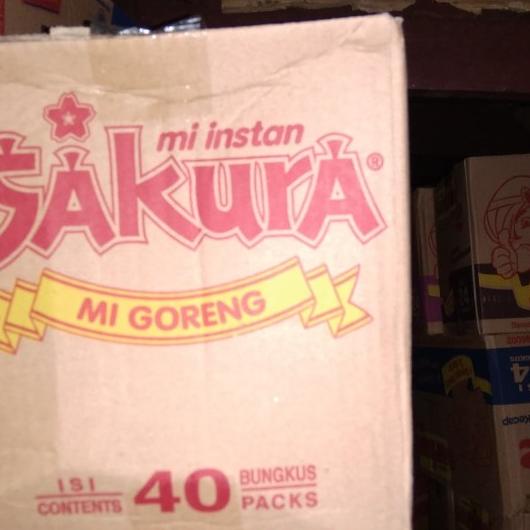 mi instan
SAkurA®
MI GORENG
ISI 40 BUNGKUS
CONTENTS PACKS